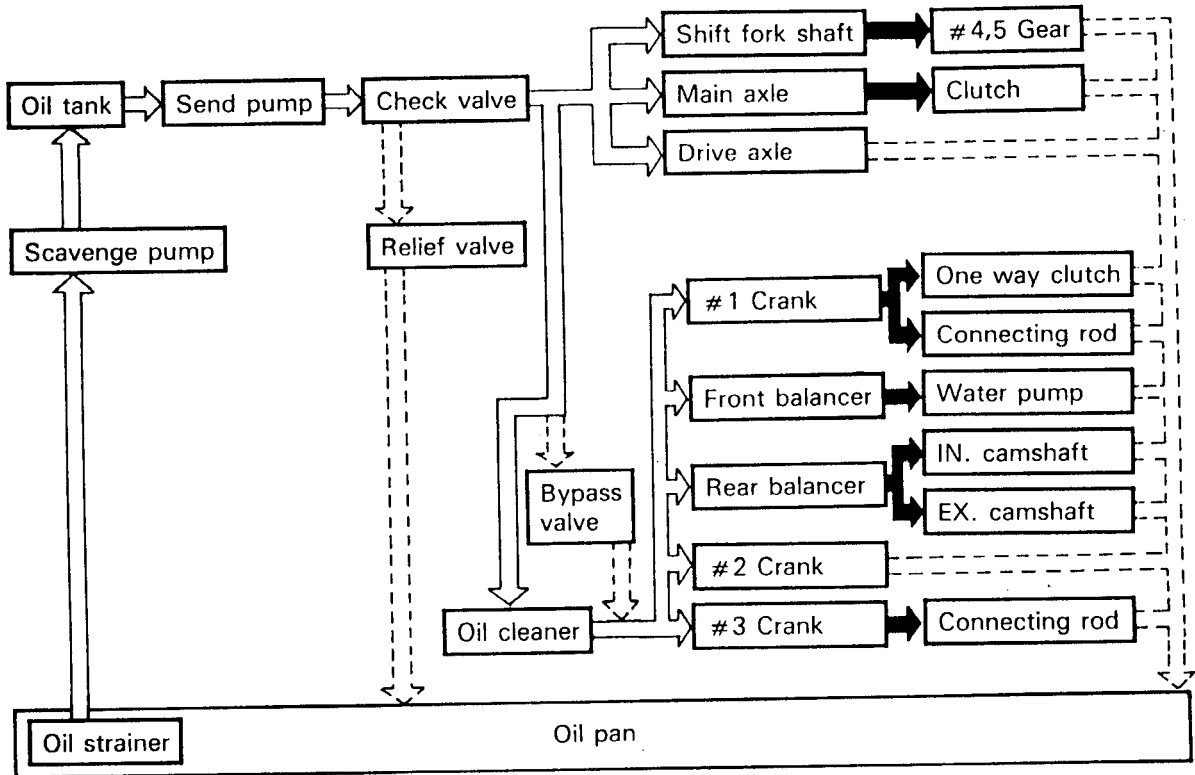 Shift fork shaft
#4,5 Gear
Oil tank
Send pump
Check valve
Main axle
Clutch
Drive axle
Scavenge pump
Relief valve
#1 Crank
One way clutch
Connecting rod
Front balancer
Water pump
Bypass
valve
Rear balancer
IN. camshaft
EX. camshaft
#2 Crank
Oil cleaner
#3 Crank
Connecting rod
Oil strainer
Oil pan